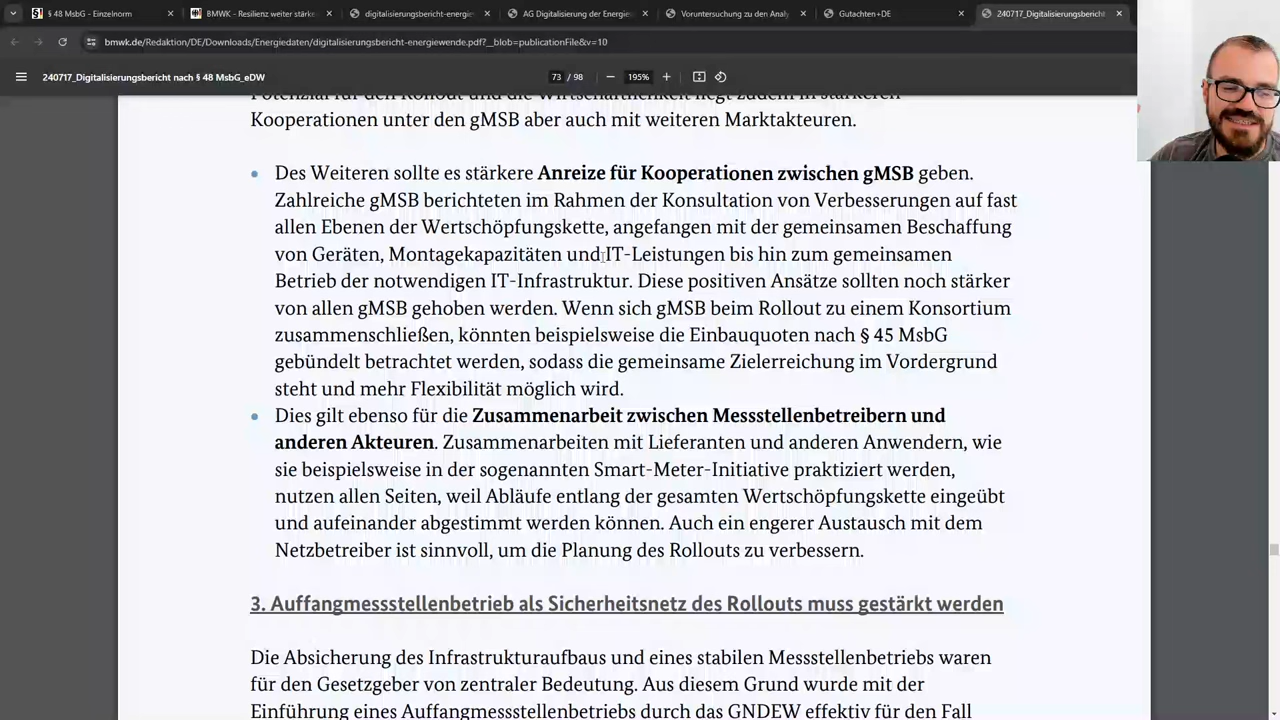 § 48 MsbG - Einzelnorm
BMWK - Resilienz weiter stärke
digitalisierungsbericht-energie
AG Digitalisierung der Energie
Voruntersuchung zu den Analy
Gutachten+DE
240717_Digitalisierungsbericht
bmwk.de/Redaktion/DE/Downloads/Energiedaten/digitalisierungsbericht-energiewende.pdf?__blob=publicationFile&v=10
240717_Digitalisierungsbericht nach § 48 MsbG_eDW
73 / 98
195%
Potenzial für den Rollout und die Wirtschaftlichkeit liegt zudem in stärkeren
Kooperationen unter den gMSB aber auch mit weiteren Marktakteuren.
• Des Weiteren sollte es stärkere Anreize für Kooperationen zwischen gMSB geben.
Zahlreiche gMSB berichteten im Rahmen der Konsultation von Verbesserungen auf fast
allen Ebenen der Wertschöpfungskette, angefangen mit der gemeinsamen Beschaffung
von Geräten, Montagekapazitäten und IT-Leistungen bis hin zum gemeinsamen
Betrieb der notwendigen IT-Infrastruktur. Diese positiven Ansätze sollten noch stärker
von allen gMSB gehoben werden. Wenn sich gMSB beim Rollout zu einem Konsortium
zusammenschließen, könnten beispielsweise die Einbauquoten nach § 45 MsbG
gebündelt betrachtet werden, sodass die gemeinsame Zielerreichung im Vordergrund
steht und mehr Flexibilität möglich wird.
• Dies gilt ebenso für die Zusammenarbeit zwischen Messstellenbetreibern und
anderen Akteuren. Zusammenarbeiten mit Lieferanten und anderen Anwendern, wie
sie beispielsweise in der sogenannten Smart-Meter-Initiative praktiziert werden,
nutzen allen Seiten, weil Abläufe entlang der gesamten Wertschöpfungskette eingeübt
und aufeinander abgestimmt werden können. Auch ein engerer Austausch mit dem
Netzbetreiber ist sinnvoll, um die Planung des Rollouts zu verbessern.
3. Auffangmessstellenbetrieb als Sicherheitsnetz des Rollouts muss gestärkt werden
Die Absicherung des Infrastrukturaufbaus und eines stabilen Messstellenbetriebs waren
für den Gesetzgeber von zentraler Bedeutung. Aus diesem Grund wurde mit der
Einführung eines Auffangmessstellenbetriebs durch das GNDEW effektiv für den Fall